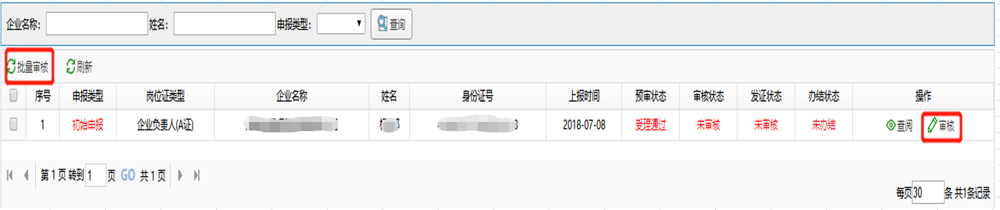 企业名称： 姓名： 申报类型： 查询
批量审核 刷新
序号 申报类型 岗位证类型 企业名称 姓名 身份证号 上报时间 预审状态 审核状态 发证状态 办结状态 操作
1 初始申报 企业负责人(A证) 2018-07-08 受理通过 未审核 未审核 未办结 查阅 审核
第 1 页 转到 1 页 GO 共 1 页
每页 30 条 共1条记录